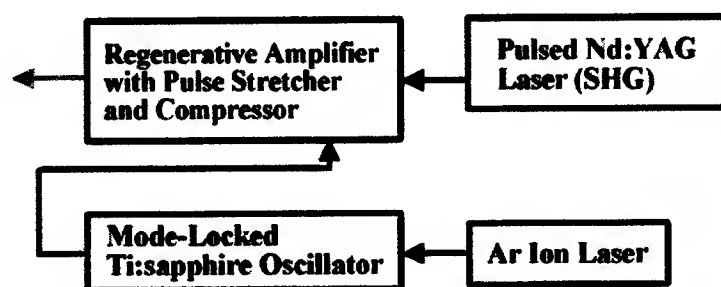 Regenerative Amplifier
with Pulse Stretcher
and Compressor
Pulsed Nd:YAG
Laser (SHG)
Mode-Locked
Ti:sapphire Oscillator
Ar Ion Laser